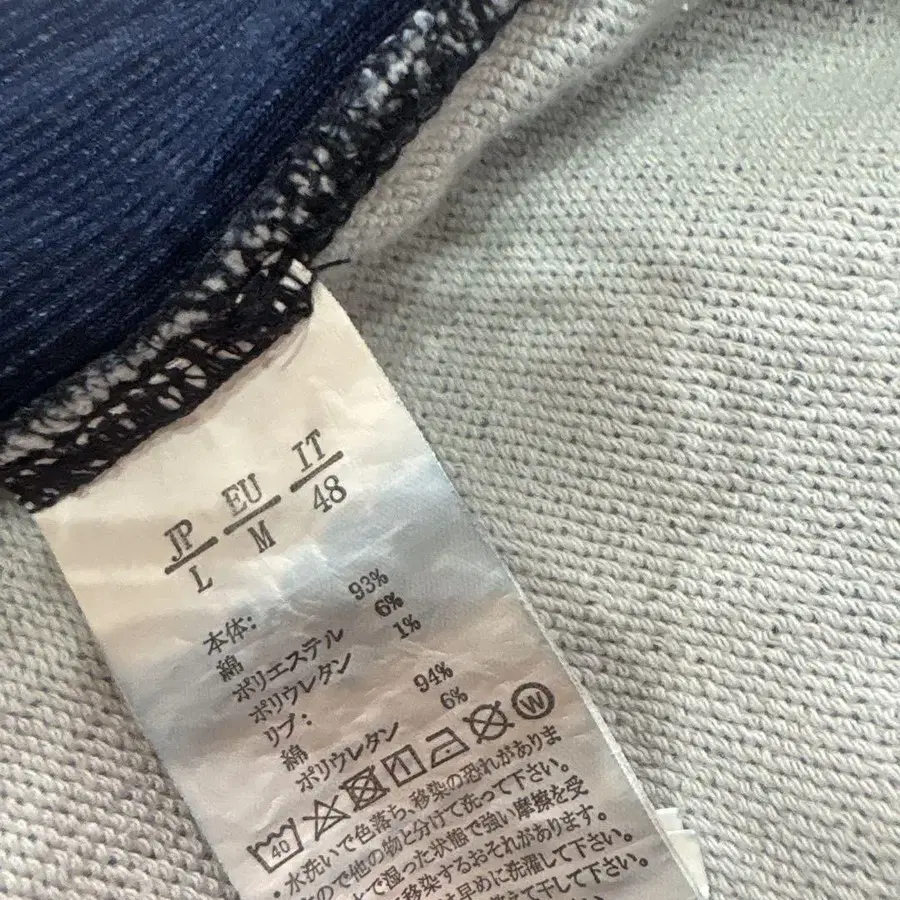 JP EU IT
L M 48
本体:
綿 93%
ポリエステル 6%
ポリウレタン 1%
リブ:
綿 94%
ポリウレタン 6%
40 W
・水洗いで色落ち、移染の恐れがありま
ので他の物と分けて洗って下さい。
で湿った状態で強い摩擦を受
移染するおそれがあります。
早めに洗濯して下さい。
えて干して下さい。